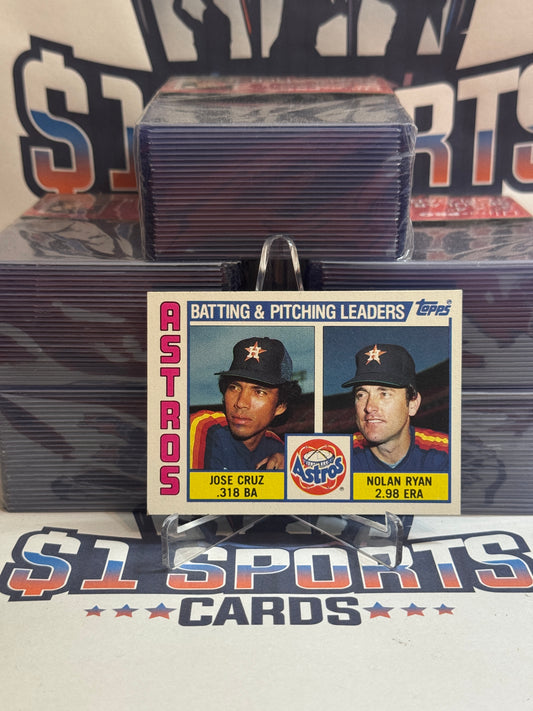 $1 SPORTS
BATTING & PITCHING LEADERS
Topps
ASTROS
Astros
JOSE CRUZ
.318 BA
NOLAN RYAN
2.98 ERA
$1 SPORTS
CARDS